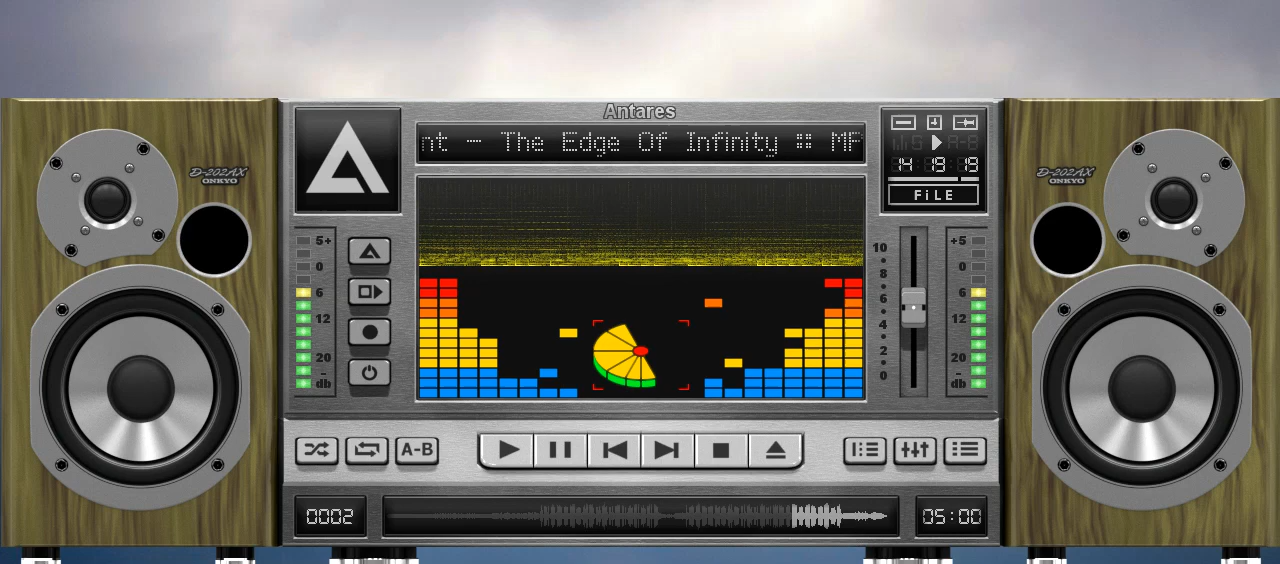 Antares
nt - The Edge Of Infinity :: MP
D-202AX
ONKYO
A-B
14 19 19
FiLE
D-202AX
ONKYO
5+
0
6
12
20
-
db
10
8
6
4
2
0
+5
0
6
12
20
-
db
A-B
0002
05:00